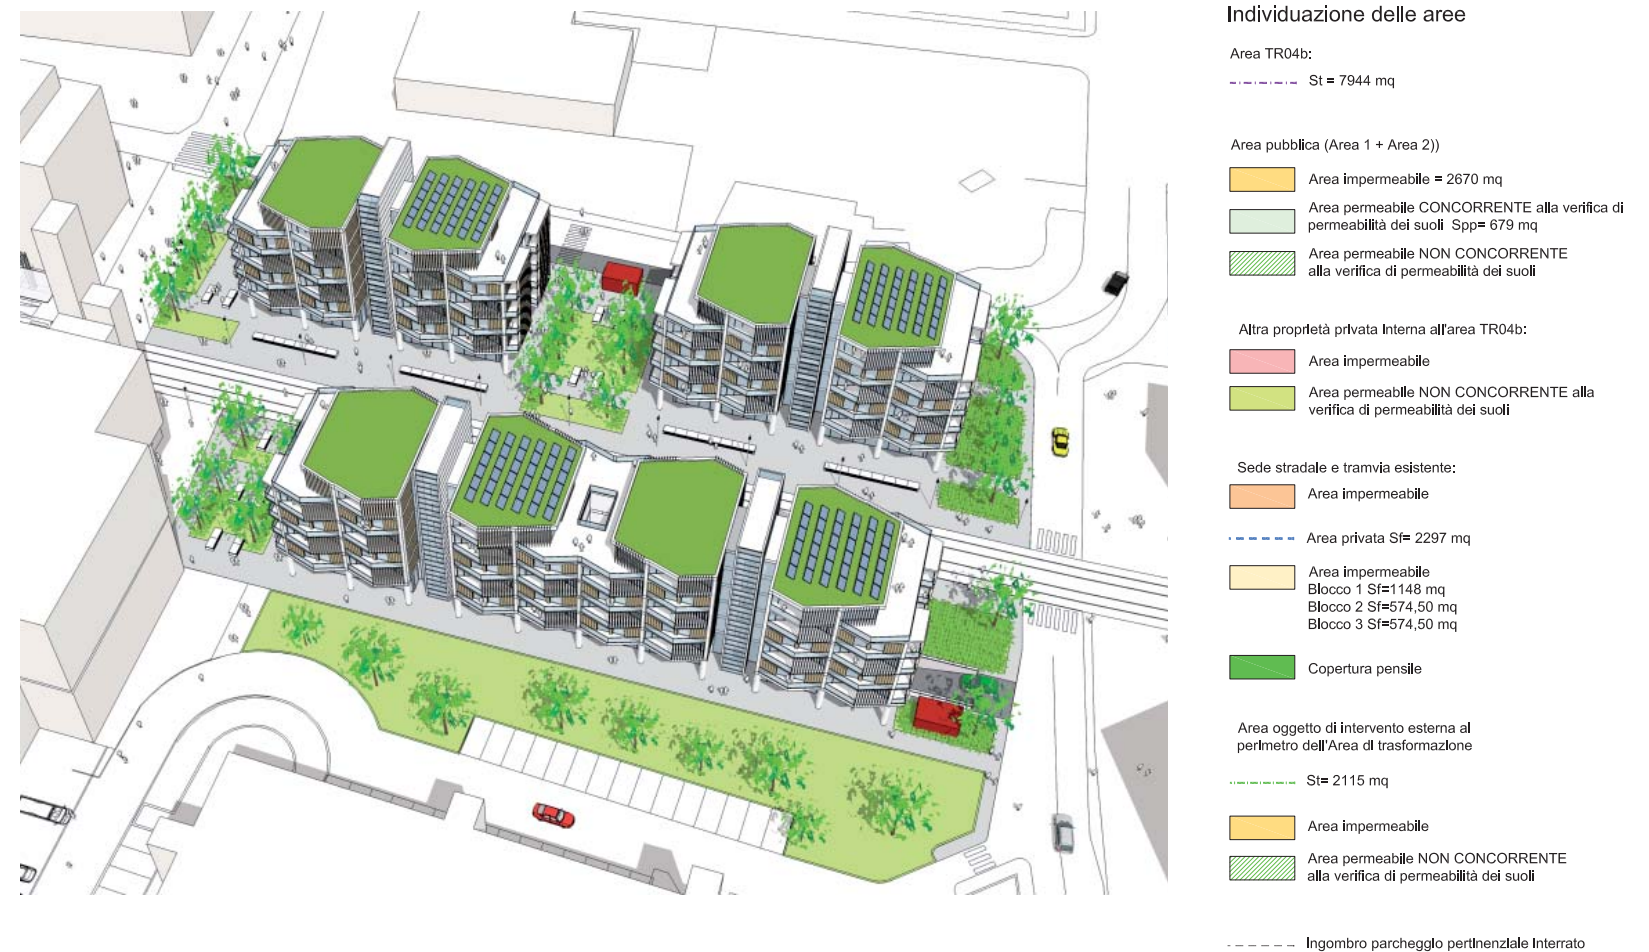 Individuazione delle aree
Area TR04b:
St = 7944 mq
Area pubblica (Area 1 + Area 2))
Area impermeabile = 2670 mq
Area permeabile CONCORRENTE alla verifica di
permeabilità dei suoli Spp= 679 mq
Area permeabile NON CONCORRENTE
alla verifica di permeabilità dei suoli
Altra proprietà privata interna all'area TR04b:
Area impermeabile
Area permeabile NON CONCORRENTE alla
verifica di permeabilità dei suoli
Sede stradale e tramvia esistente:
Area impermeabile
Area privata Sf= 2297 mq
Area impermeabile
Blocco 1 Sf=1148 mq
Blocco 2 Sf=574,50 mq
Blocco 3 Sf=574,50 mq
Copertura pensile
Area oggetto di intervento esterna al
perimetro dell'Area di trasformazione
St= 2115 mq
Area impermeabile
Area permeabile NON CONCORRENTE
alla verifica di permeabilità dei suoli
Ingombro parcheggio pertinenziale interrato